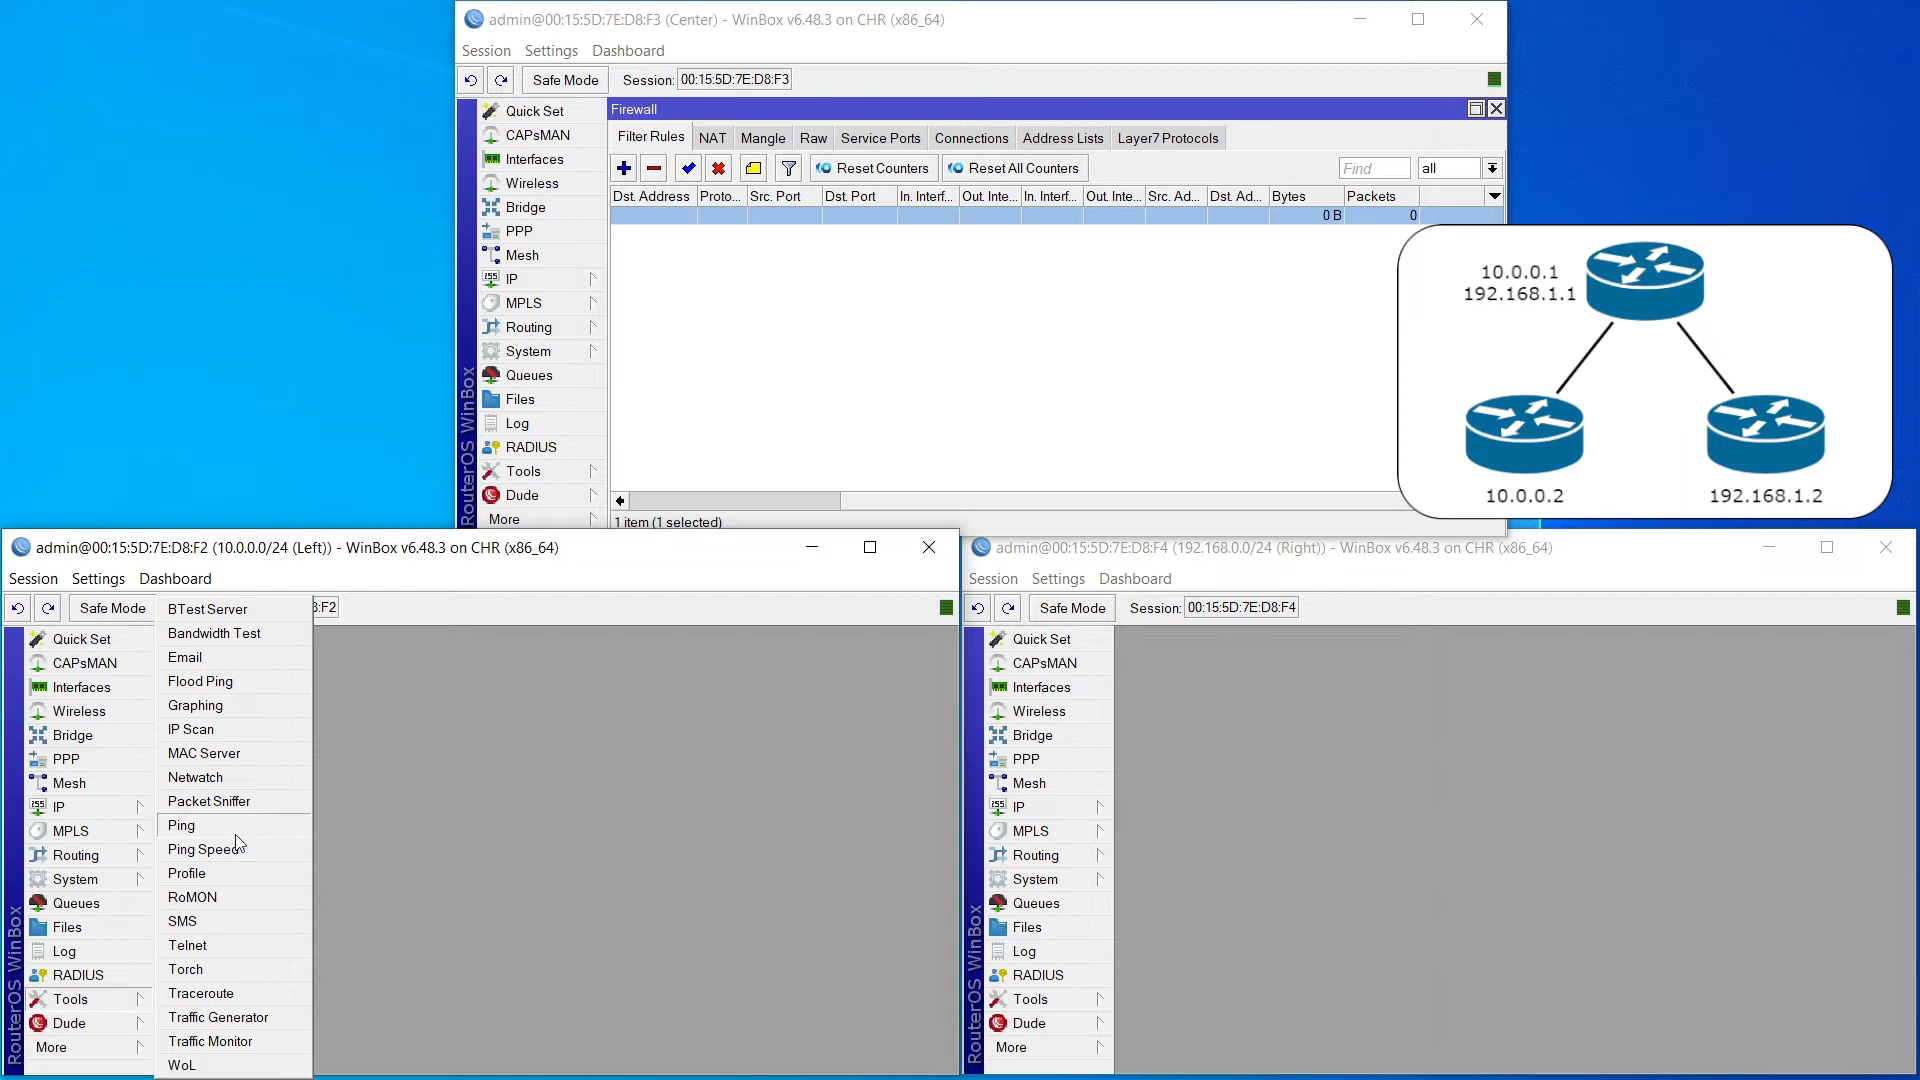 admin@00:15:5D:7E:D8:F3 (Center) - WinBox v6.48.3 on CHR (x86_64)
Session Settings Dashboard
Safe Mode Session: 00:15:5D:7E:D8:F3
Quick Set
CAPsMAN
Interfaces
Wireless
Bridge
PPP
Mesh
IP
MPLS
Routing
System
Queues
Files
Log
RADIUS
Tools
Dude
More
RouterOS WinBox
Firewall
Filter Rules NAT Mangle Raw Service Ports Connections Address Lists Layer7 Protocols
Reset Counters Reset All Counters Find all
Dst. Address Proto... Src. Port Dst. Port In. Interf... Out. Inte... In. Interf... Out. Inte... Src. Ad... Dst. Ad... Bytes Packets
0 B 0
1 item (1 selected)
10.0.0.1
192.168.1.1
10.0.0.2 192.168.1.2
admin@00:15:5D:7E:D8:F2 (10.0.0.0/24 (Left)) - WinBox v6.48.3 on CHR (x86_64)
Session Settings Dashboard
Safe Mode :F2
Quick Set
CAPsMAN
Interfaces
Wireless
Bridge
PPP
Mesh
IP
MPLS
Routing
System
Queues
Files
Log
RADIUS
Tools
Dude
More
RouterOS WinBox
BTest Server
Bandwidth Test
Email
Flood Ping
Graphing
IP Scan
MAC Server
Netwatch
Packet Sniffer
Ping
Ping Speed
Profile
RoMON
SMS
Telnet
Torch
Traceroute
Traffic Generator
Traffic Monitor
WoL
admin@00:15:5D:7E:D8:F4 (192.168.0.0/24 (Right)) - WinBox v6.48.3 on CHR (x86_64)
Session Settings Dashboard
Safe Mode Session: 00:15:5D:7E:D8:F4
Quick Set
CAPsMAN
Interfaces
Wireless
Bridge
PPP
Mesh
IP
MPLS
Routing
System
Queues
Files
Log
RADIUS
Tools
Dude
More
RouterOS WinBox